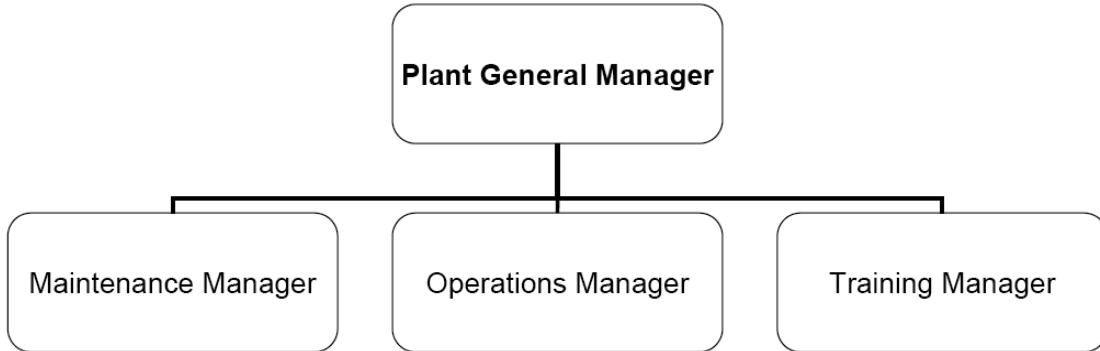 Plant General Manager
Maintenance Manager
Operations Manager
Training Manager